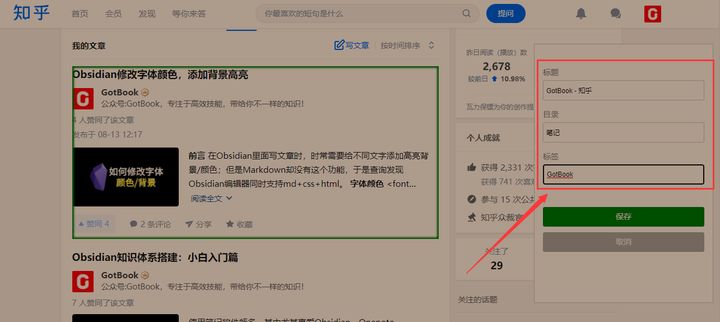 知乎 首页 会员 发现 等你来答 你最喜欢的短句是什么 提问
我的文章 写文章 按时间排序
Obsidian修改字体颜色，添加背景高亮
GotBook
公众号:GotBook，专注于高效技能，带给你不一样的知识！
4 人赞同了该文章
发布于 08-13 12:17
如何修改字体
颜色/背景
前言 在Obsidian里面写文章时，时常需要给不同文字添加高亮背
景/颜色；但是Markdown却没有这个功能，于是查询发现
Obsidian编辑器同时支持md+css+html。 字体颜色 <font...
阅读全文
赞同 4 2 条评论 分享 收藏
Obsidian知识体系搭建：小白入门篇
GotBook
公众号:GotBook，专注于高效技能，带给你不一样的知识！
7 人赞同了该文章
昨日阅读（播放）数
2,678
较前日 10.98%
个人成就
获得 2,331 次
获得 741 次
参与 15 次公共
知乎众裁官
关注了
29
关注的话题
标题
GotBook - 知乎
目录
笔记
标签
GotBook
保存
取消